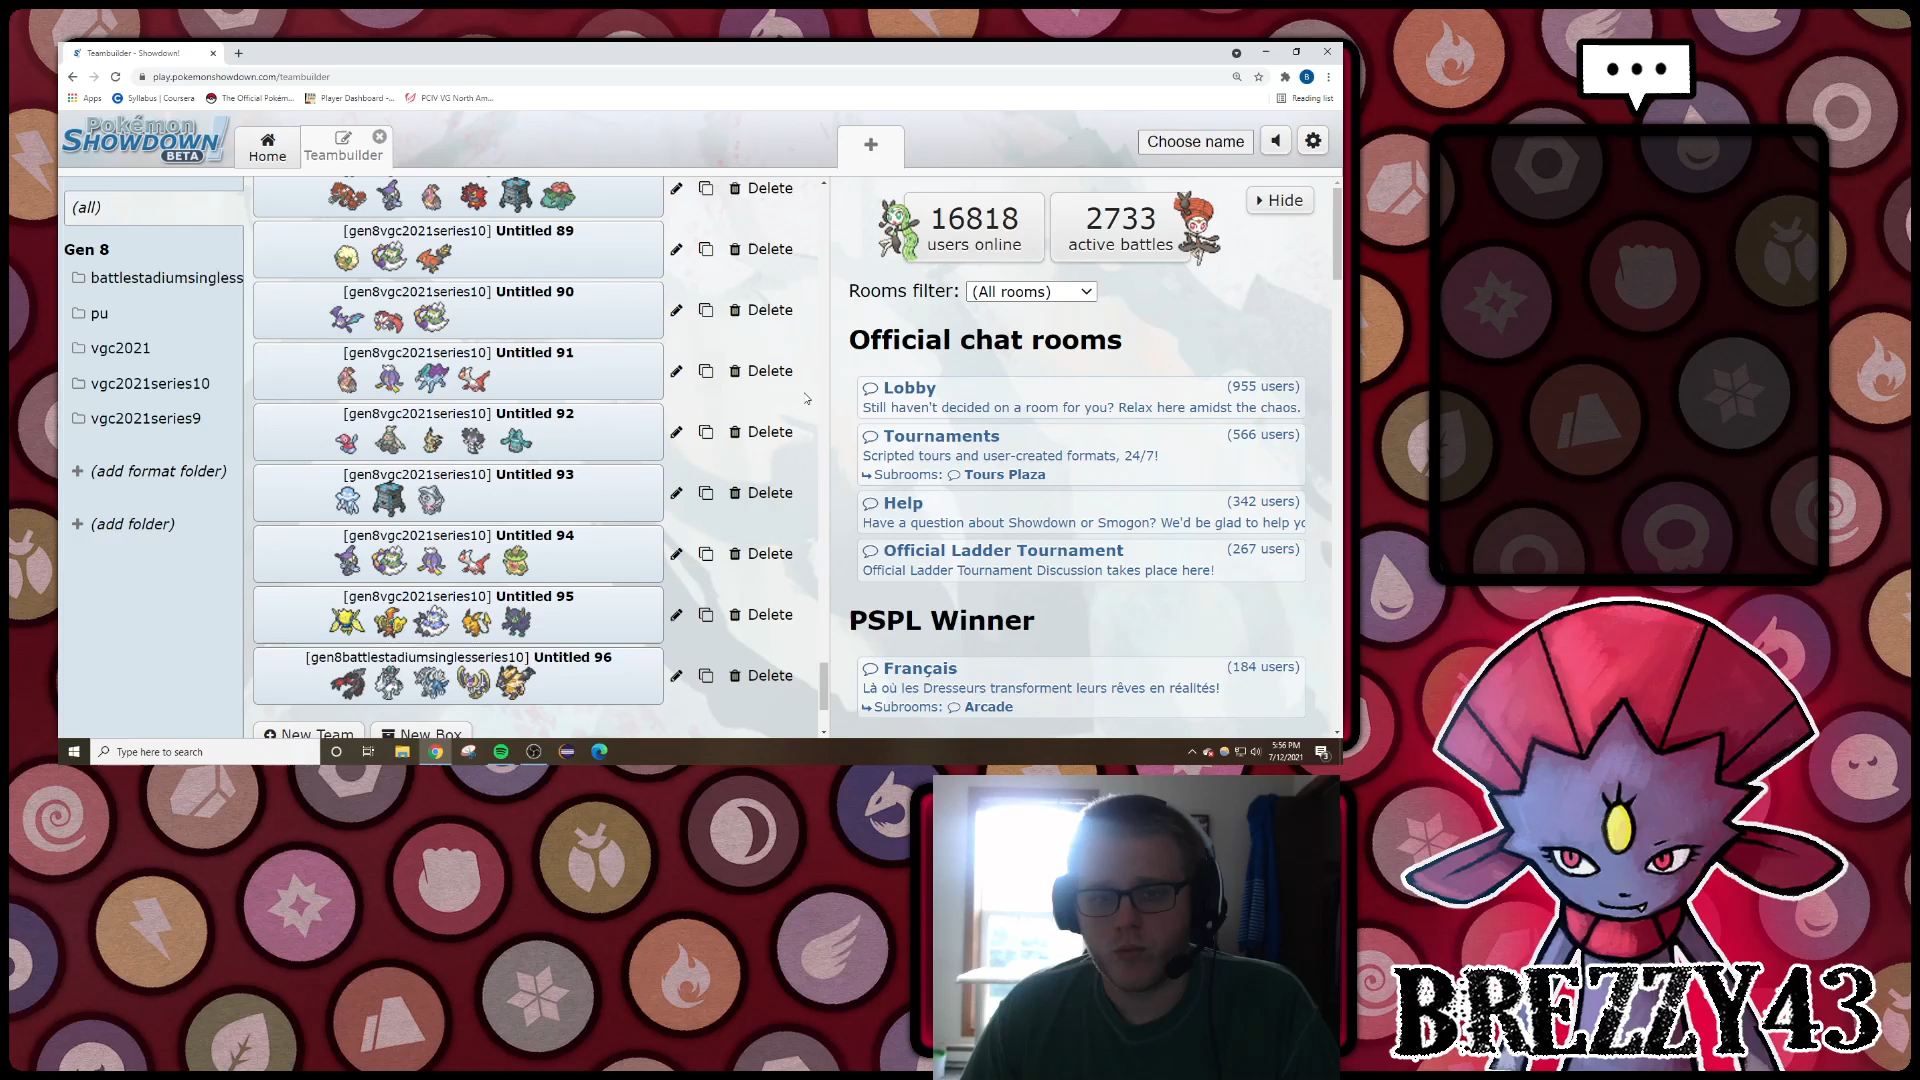 Teambuilder - Showdown!
play.pokemonshowdown.com/teambuilder
Apps
Syllabus | Coursera
The Official Pokém...
Player Dashboard -...
PCIV VG North Am...
Reading list
B
Pokémon
SHOWDOWN!
BETA
Home
Teambuilder
Choose name
(all)
Gen 8
battlestadiumsingless
pu
vgc2021
vgc2021series10
vgc2021series9
(add format folder)
(add folder)
Delete
[gen8vgc2021series10] Untitled 89
Delete
[gen8vgc2021series10] Untitled 90
Delete
[gen8vgc2021series10] Untitled 91
Delete
[gen8vgc2021series10] Untitled 92
Delete
[gen8vgc2021series10] Untitled 93
Delete
[gen8vgc2021series10] Untitled 94
Delete
[gen8vgc2021series10] Untitled 95
Delete
[gen8battlestadiumsinglesseries10] Untitled 96
Delete
New Team
New Box
16818
users online
2733
active battles
Hide
Rooms filter: (All rooms)
Official chat rooms
Lobby (955 users)
Still haven't decided on a room for you? Relax here amidst the chaos.
Tournaments (566 users)
Scripted tours and user-created formats, 24/7!
Subrooms: Tours Plaza
Help (342 users)
Have a question about Showdown or Smogon? We'd be glad to help yo
Official Ladder Tournament (267 users)
Official Ladder Tournament Discussion takes place here!
PSPL Winner
Français (184 users)
Là où les Dresseurs transforment leurs rêves en réalités!
Subrooms: Arcade
Type here to search
5:56 PM
7/12/2021
3
BREZZY43